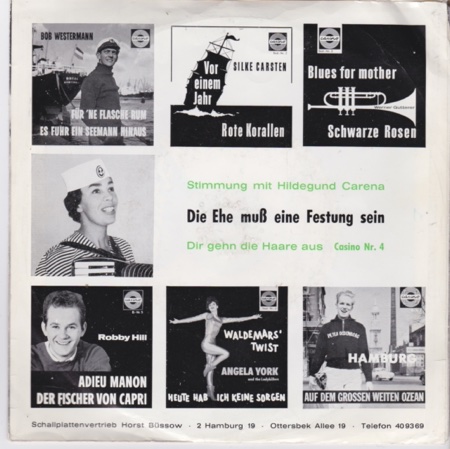 BOB WESTERMANN
FÜR 'NE FLASCHE RUM
ES FUHR EIN SEEMANN HINAUS
SILKE CARSTEN
Vor
einem
Jahr
Rote Korallen
Blues for mother
Schwarze Rosen
Stimmung mit Hildegund Carena
Die Ehe muß eine Festung sein
Dir gehn die Haare aus Casino Nr. 4
Robby Hill
ADIEU MANON
DER FISCHER VON CAPRI
WALDEMARS'
TWIST
ANGELA YORK
HEUTE HAB ICH KEINE SORGEN
HAMBURG
AUF DEM GROSSEN WEITEN OZEAN
Schallplattenvertrieb Horst Büssow · 2 Hamburg 19 · Ottersbek Allee 19 · Telefon 409369